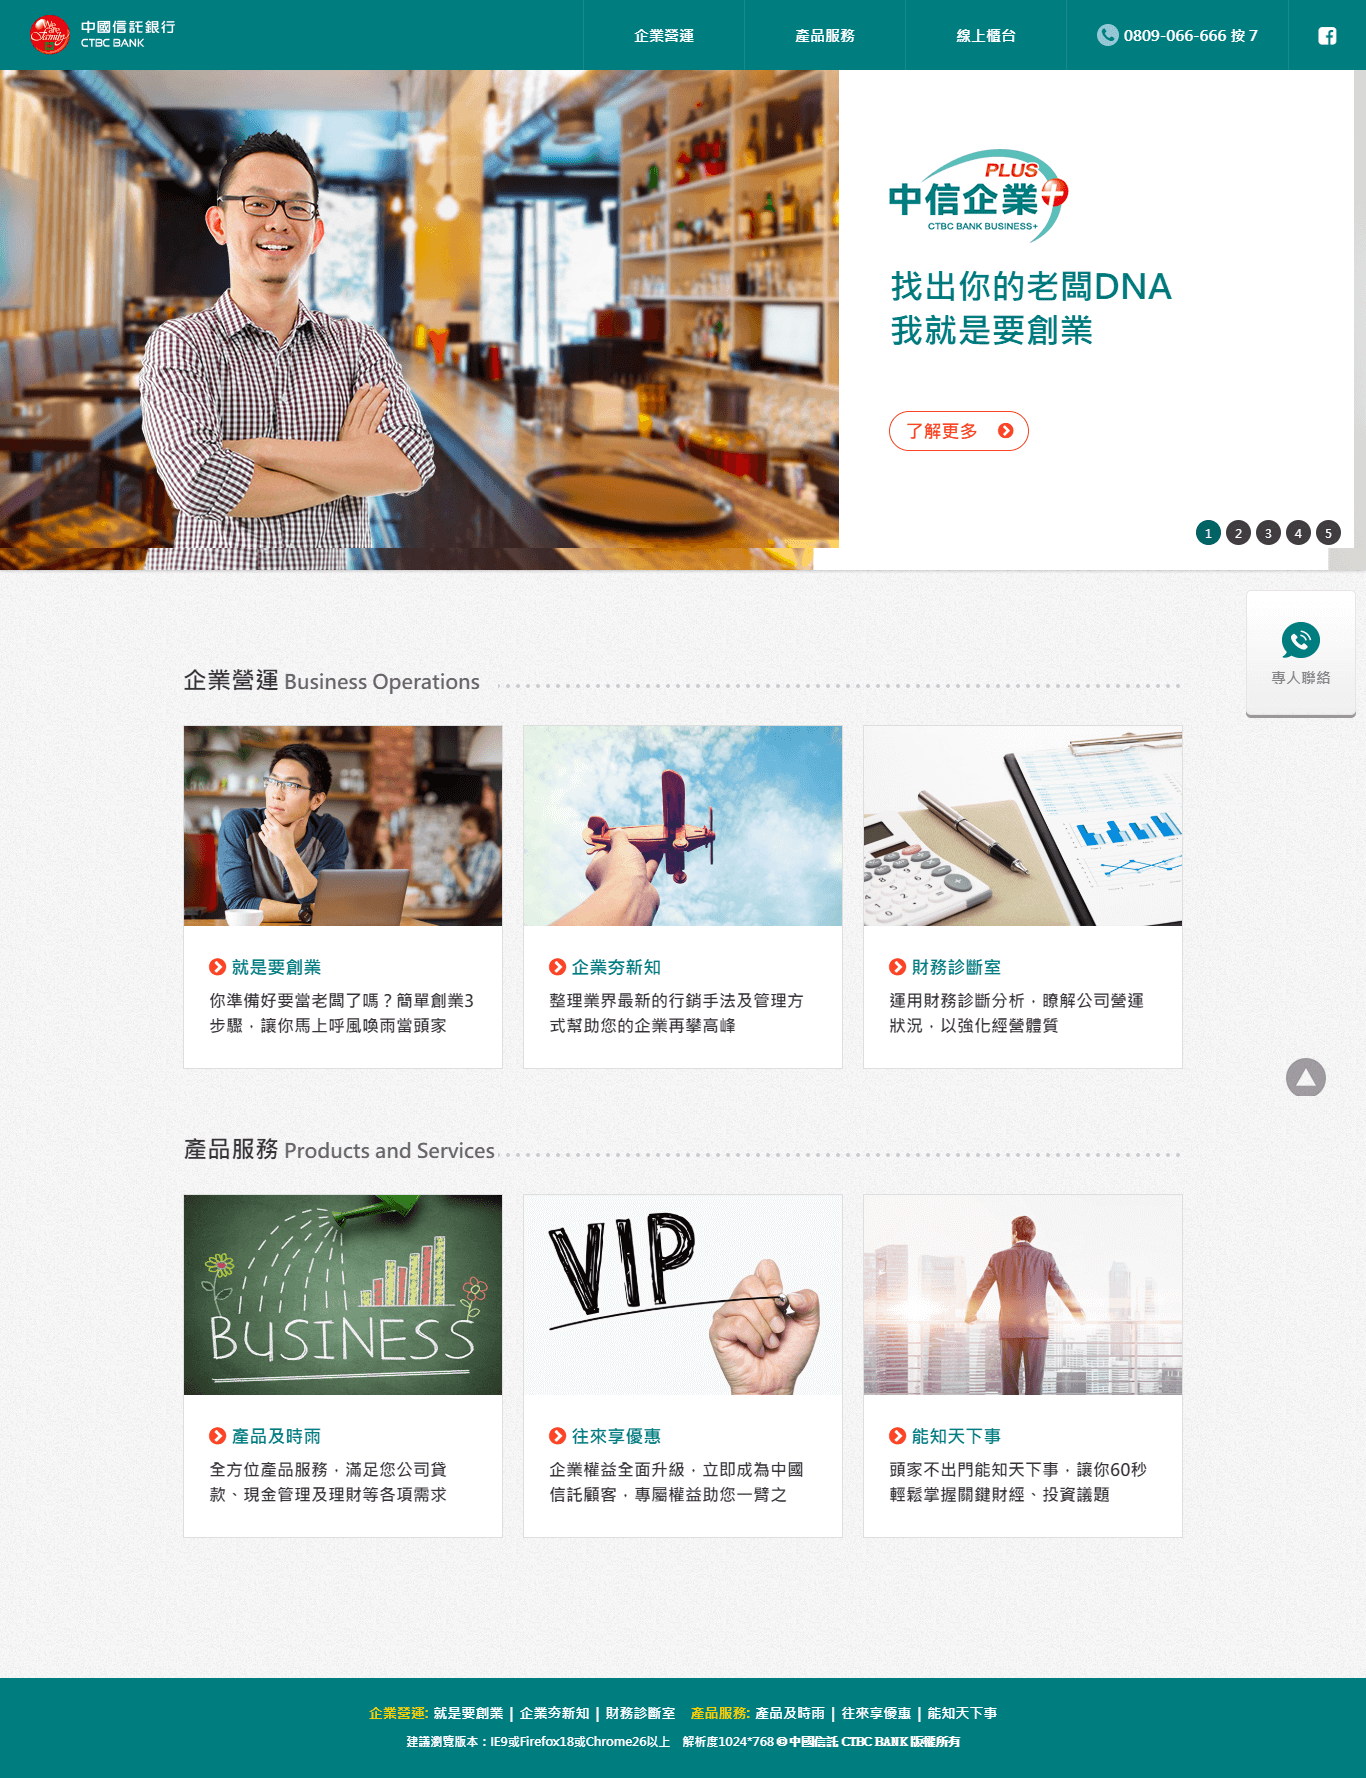 We are Family
中國信託銀行
CTBC BANK
企業營運
產品服務
線上櫃台
0809-066-666 按 7
PLUS
中信企業
CTBC BANK BUSINESS+
找出你的老闆DNA
我就是要創業
了解更多
1 2 3 4 5
專人聯絡
企業營運 Business Operations
就是要創業
你準備好要當老闆了嗎？簡單創業3
步驟，讓你馬上呼風喚雨當頭家
企業夯新知
整理業界最新的行銷手法及管理方
式幫助您的企業再攀高峰
財務診斷室
運用財務診斷分析，瞭解公司營運
狀況，以強化經營體質
產品服務 Products and Services
BUSINESS
產品及時雨
全方位產品服務，滿足您公司貸
款、現金管理及理財等各項需求
VIP
往來享優惠
企業權益全面升級，立即成為中國
信託顧客，專屬權益助您一臂之
能知天下事
頭家不出門能知天下事，讓你60秒
輕鬆掌握關鍵財經、投資議題
企業營運: 就是要創業 | 企業夯新知 | 財務診斷室 產品服務: 產品及時雨 | 往來享優惠 | 能知天下事
建議瀏覽版本：IE9或Firefox18或Chrome26以上 解析度1024*768 © 中國信託 CTBC BANK 版權所有